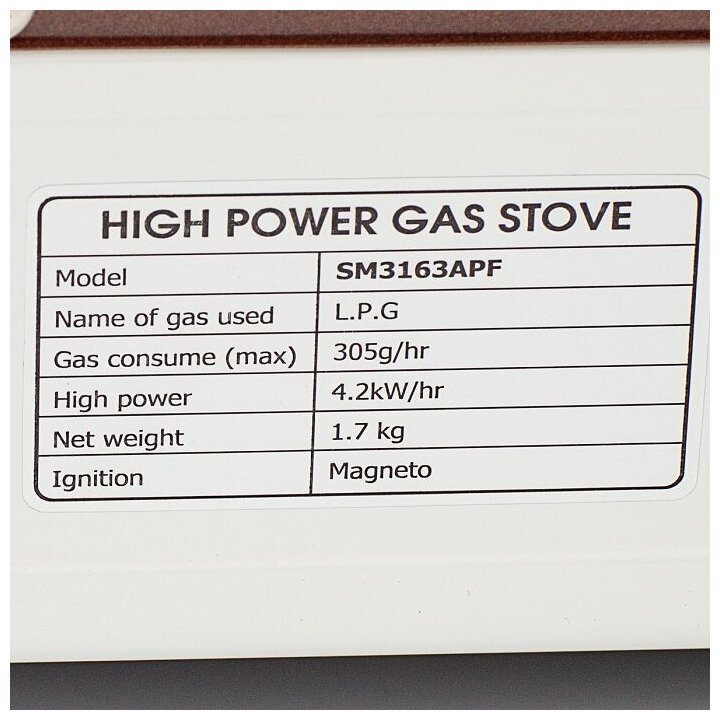 HIGH POWER GAS STOVE
Model SM3163APF
Name of gas used L.P.G
Gas consume (max) 305g/hr
High power 4.2kW/hr
Net weight 1.7 kg
Ignition Magneto